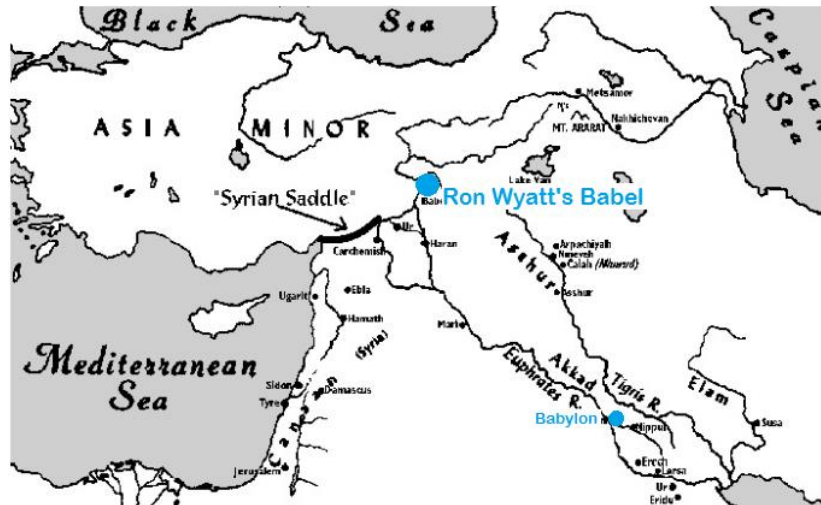 Black Sea
Caspian Sea
Metsamor
ASIA MINOR
MT. ARARAT
Nakhichevan
Lake Van
Ron Wyatt's Babel
"Syrian Saddle"
Ur
Carchemish
Haran
Arpachiyah
Nineveh
Calah (Nimrud)
Asshur
Asshur
Ugarit
Ebla
Hamath
Mari
(Syria)
Mediterranean
Sea
Akkad
Euphrates R.
Tigris R.
Elam
Sidon
Damascus
Tyre
Canaan
Babylon
Nippur
Susa
Jerusalem
Erech
Larsa
Ur
Eridu